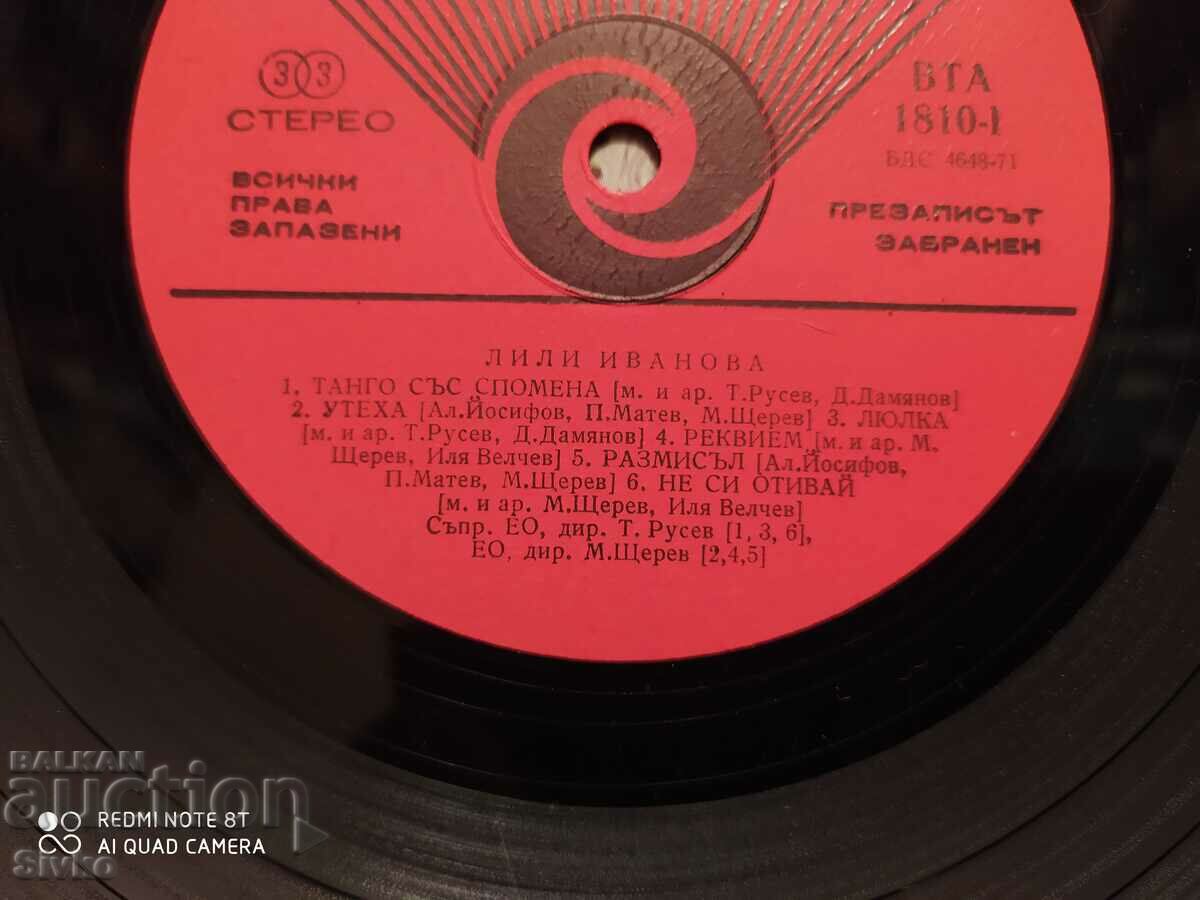 33
СТЕРЕО
ВСИЧКИ
ПРАВА
ЗАПАЗЕНИ
ВТА
1810-I
БДС 4648-71
ПРЕЗАПИСЪТ
ЗАБРАНЕН
ЛИЛИ ИВАНОВА
1. ТАНГО СЪС СПОМЕНА [м. и ар. Т.Русев, Д.Дамянов]
2. УТЕХА [Ал.Йосифов, П.Матев, М.Щерев] 3. ЛЮЛКА
[м. и ар. Т.Русев, Д.Дамянов] 4. РЕКВИЕМ [м. и ар. М.
Щерев, Иля Велчев] 5. РАЗМИСЪЛ [Ал.Йосифов,
П.Матев, М.Щерев] 6. НЕ СИ ОТИВАЙ
[м. и ар. М.Щерев, Иля Велчев]
Съпр. ЕО, дир. Т. Русев [1, 3, 6],
ЕО, дир. М.Щерев [2,4,5]
BALKAN
auction
REDMI NOTE 8T
AI QUAD CAMERA
Sivko